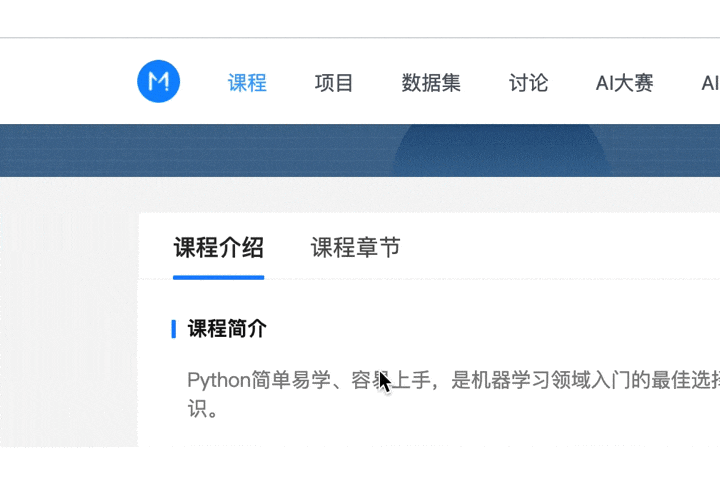 M 课程 项目 数据集 讨论 AI大赛 AI
课程介绍 课程章节
课程简介
Python简单易学、容易上手，是机器学习领域入门的最佳选择
识。